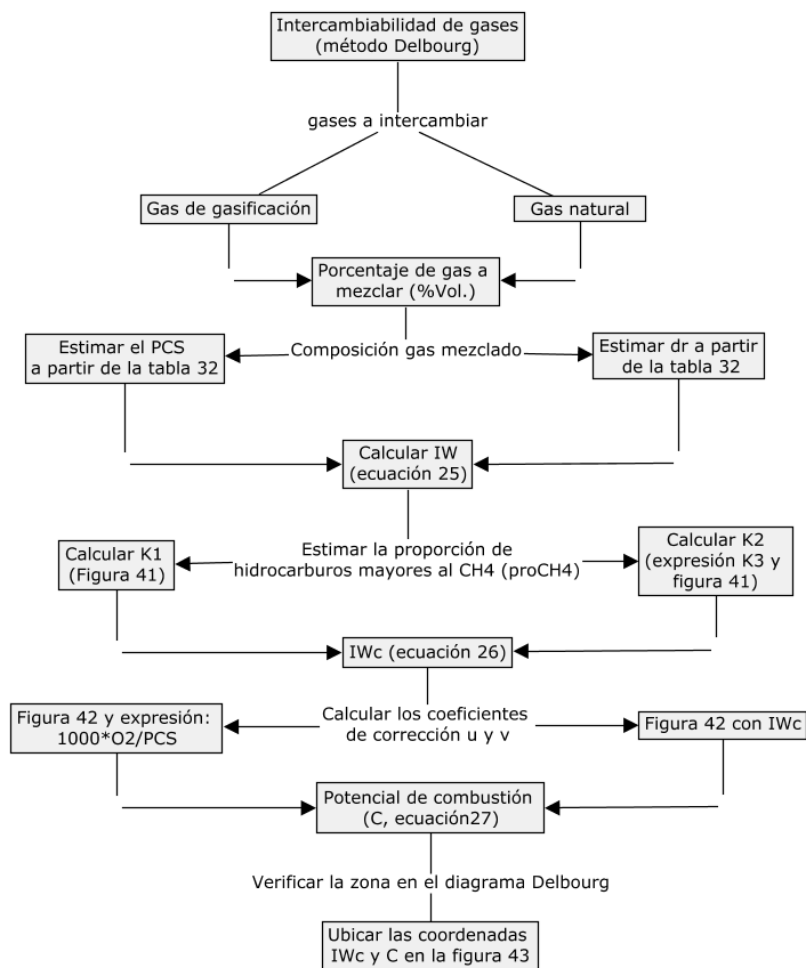 Intercambiabilidad de gases
(método Delbourg)
gases a intercambiar
Gas de gasificación
Gas natural
Porcentaje de gas a
mezclar (%Vol.)
Estimar el PCS
a partir de la tabla 32
Composición gas mezclado
Estimar dr a partir
de la tabla 32
Calcular IW
(ecuación 25)
Calcular K1
(Figura 41)
Estimar la proporción de
hidrocarburos mayores al CH4 (proCH4)
Calcular K2
(expresión K3 y
figura 41)
IWc (ecuación 26)
Figura 42 y expresión:
1000*O2/PCS
Calcular los coeficientes
de corrección u y v
Figura 42 con IWc
Potencial de combustión
(C, ecuación27)
Verificar la zona en el diagrama Delbourg
Ubicar las coordenadas
IWc y C en la figura 43